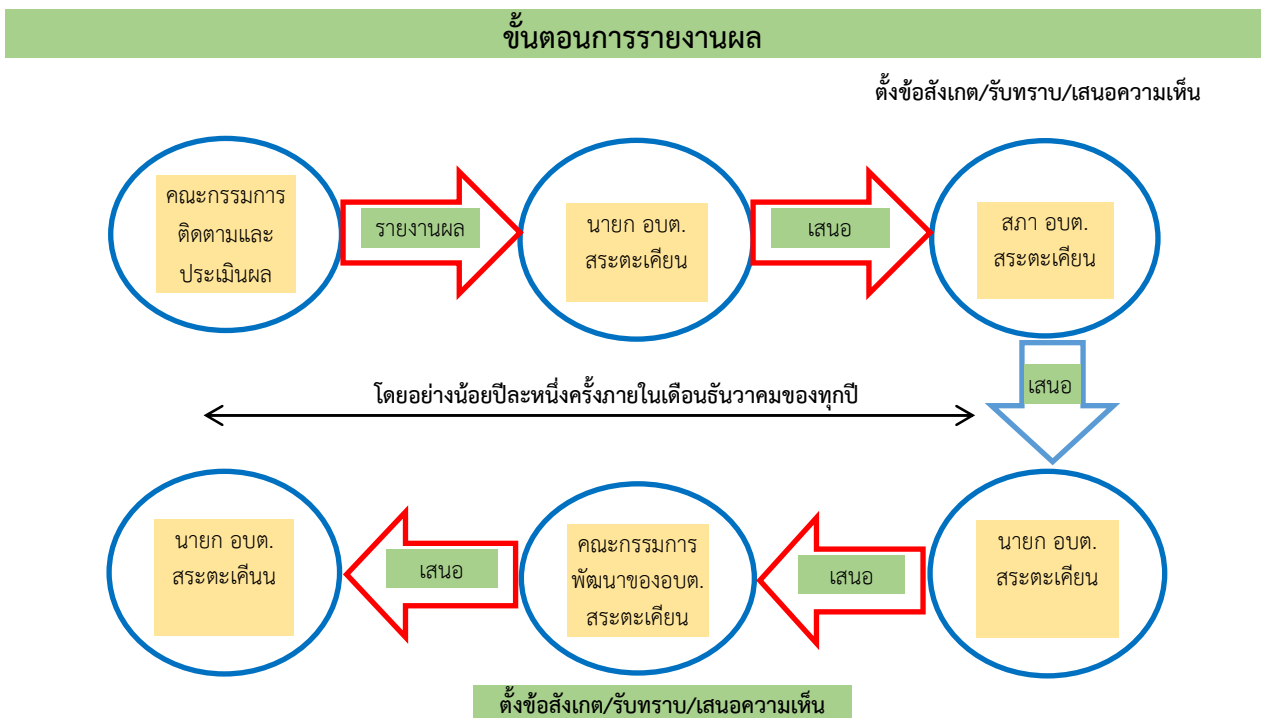 ขั้นตอนการรายงานผล
ตั้งข้อสังเกต/รับทราบ/เสนอความเห็น
คณะกรรมการ
ติดตามและ
ประเมินผล
รายงานผล
นายก อบต.
สระตะเคียน
เสนอ
สภา อบต.
สระตะเคียน
เสนอ
โดยอย่างน้อยปีละหนึ่งครั้งภายในเดือนธันวาคมของทุกปี
นายก อบต.
สระตะเคีนน
เสนอ
คณะกรรมการ
พัฒนาของอบต.
สระตะเคียน
เสนอ
นายก อบต.
สระตะเคียน
ตั้งข้อสังเกต/รับทราบ/เสนอความเห็น